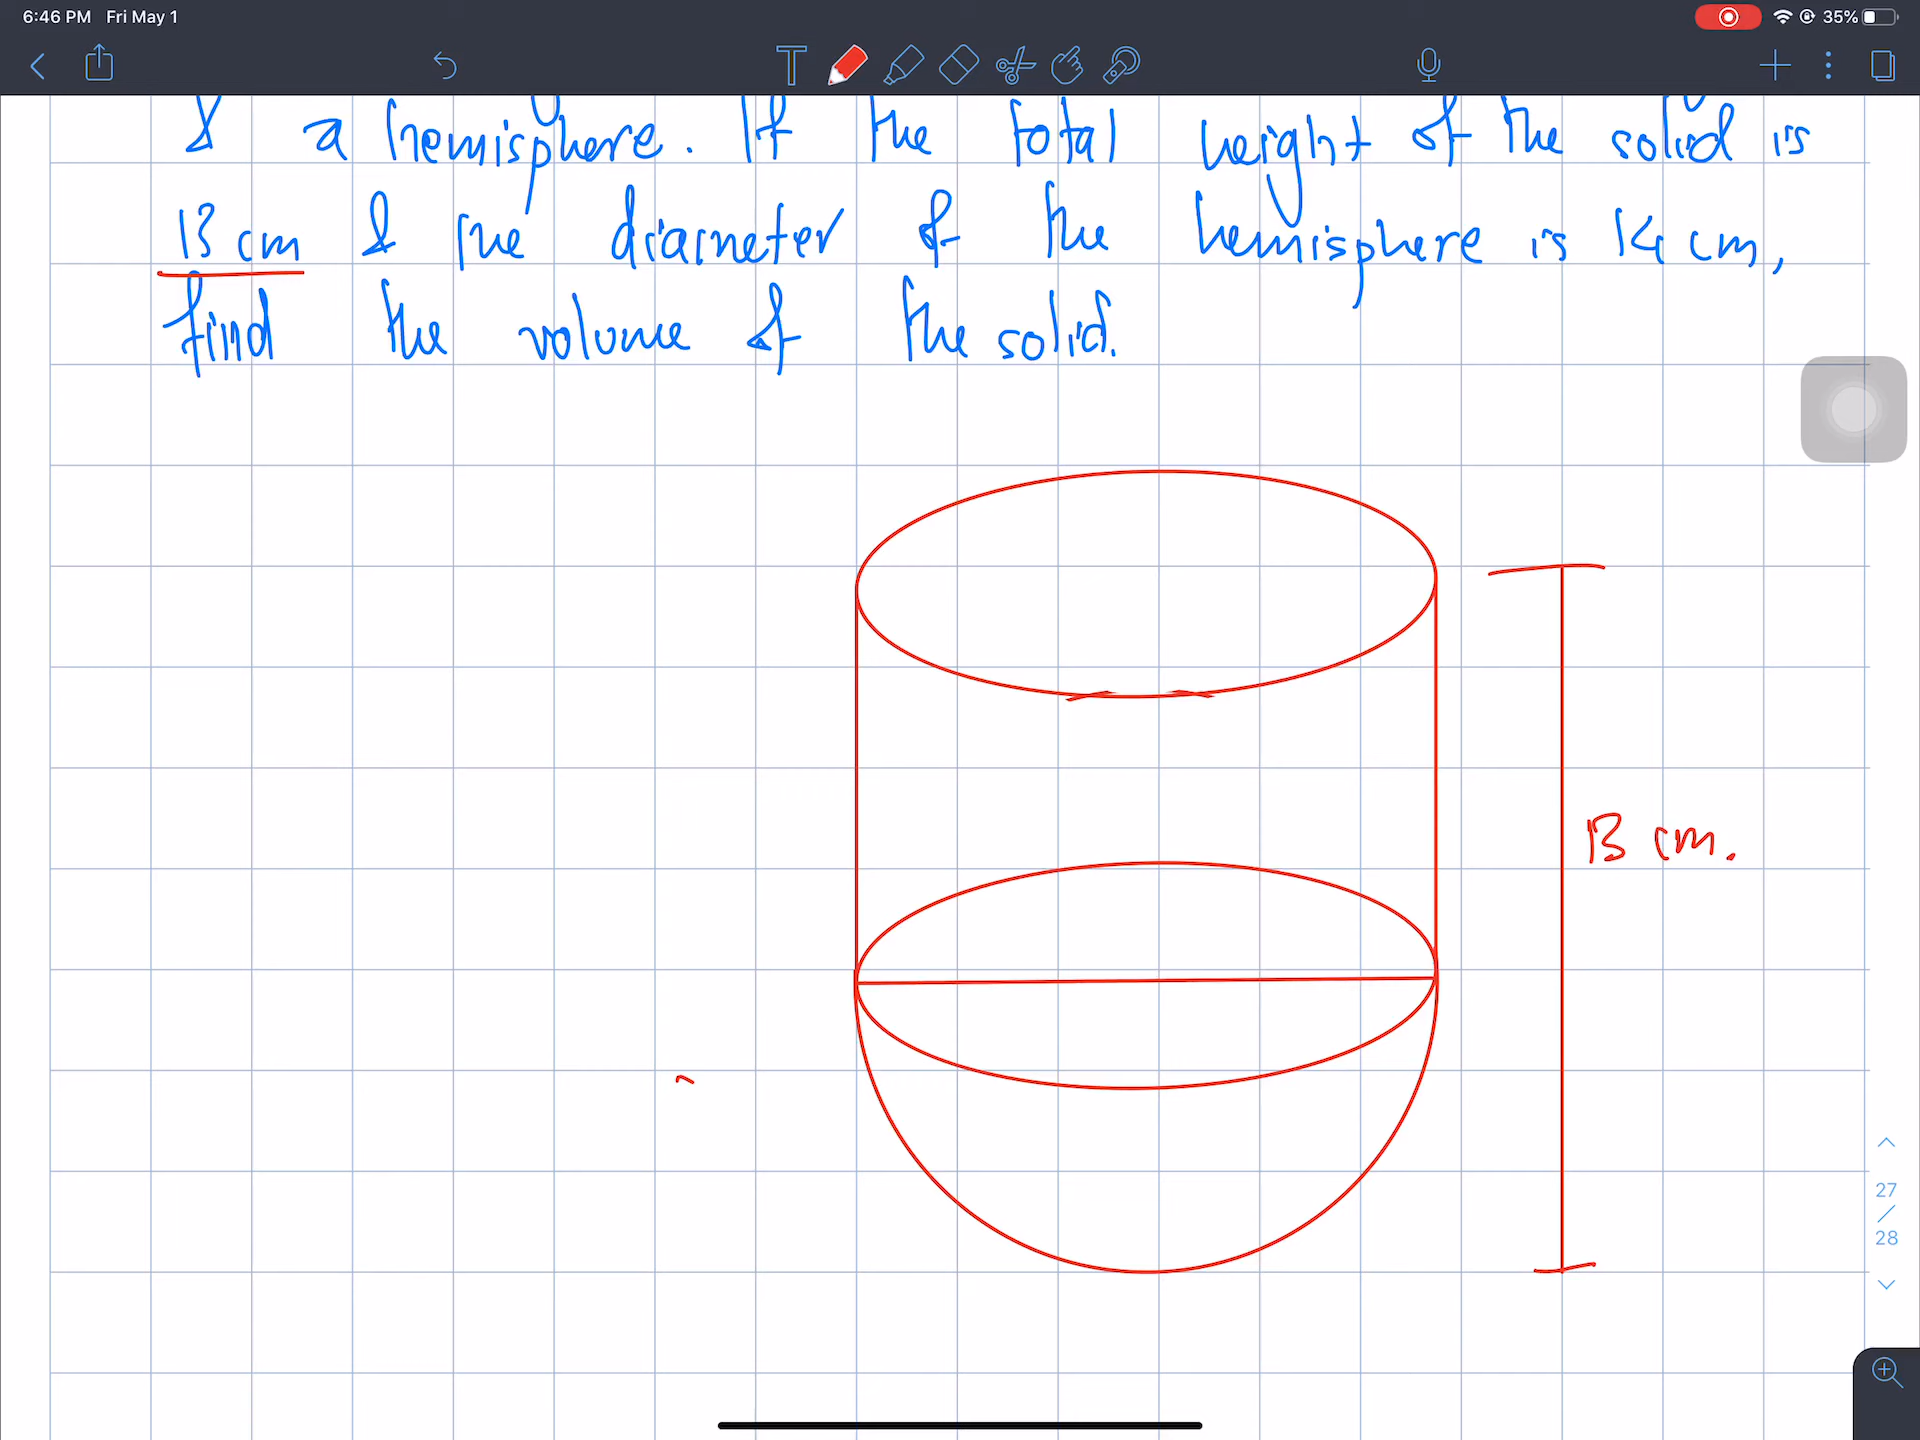 6:46 PM Fri May 1
35%
T
& a hemisphere. If the total height of the solid is
13 cm & the diameter of the hemisphere is 14 cm,
find the volume of the solid.
13 cm.
27
/
28